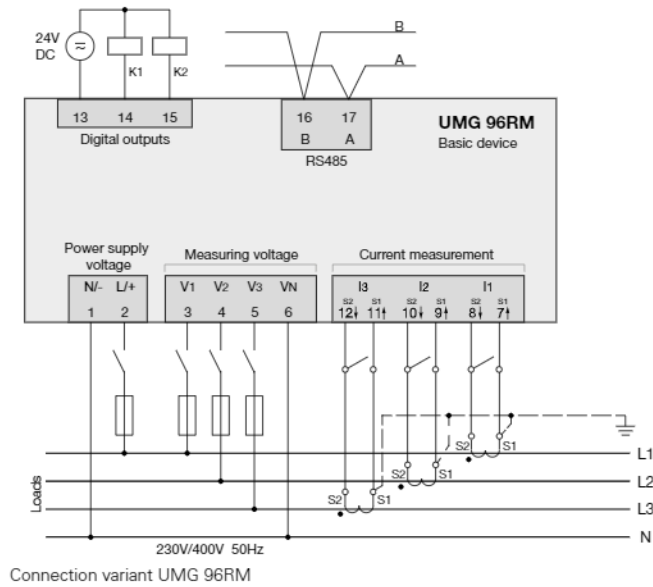 24V
DC
K1
K2
B
A
13 14 15
Digital outputs
16 17
B A
RS485
UMG 96RM
Basic device
Power supply
voltage
Measuring voltage
Current measurement
N/- L/+
V1 V2 V3 VN
I3 I2 I1
S2 S1 S2 S1 S2 S1
1 2 3 4 5 6 12 11 10 9 8 7
S2 S1
S2 S1
S2 S1
L1
L2
L3
N
Loads
230V/400V 50Hz
Connection variant UMG 96RM